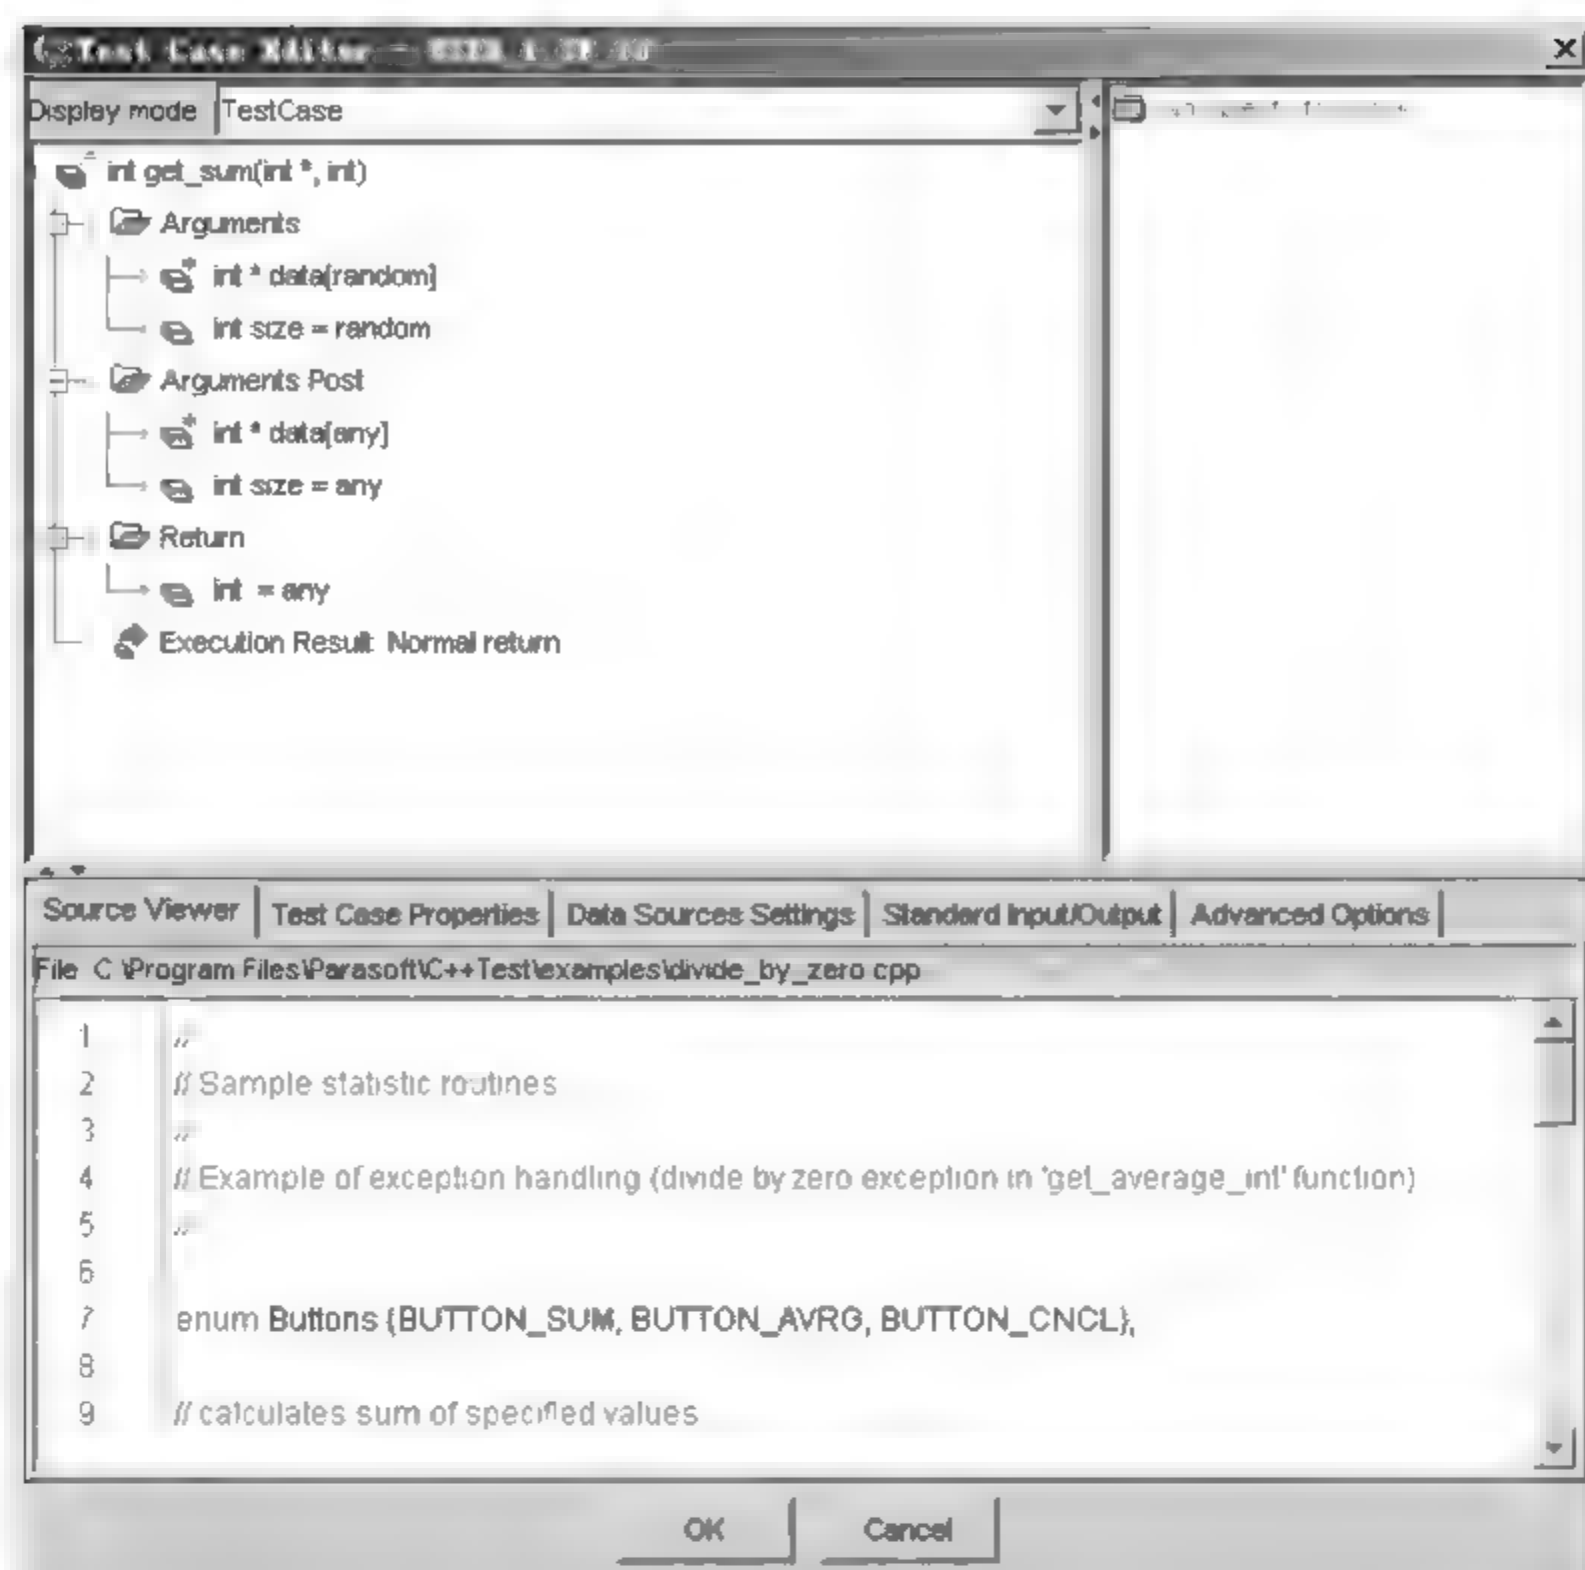 Test Case Editor -
Display mode TestCase
int get_sum(int *, int)
Arguments
int * data[random]
int size = random
Arguments Post
int * data[any]
int size = any
Return
int = any
Execution Result: Normal return
Source Viewer Test Case Properties Data Sources Settings Standard Input/Output Advanced Options
File C:\Program Files\Parasoft\C++Test\examples\divide_by_zero.cpp
1 //
2 // Sample statistic routines
3 //
4 // Example of exception handling (divide by zero exception in 'get_average_int' function)
5 //
6
7 enum Buttons {BUTTON_SUM, BUTTON_AVRG, BUTTON_CNCL};
8
9 // calculates sum of specified values
OK Cancel